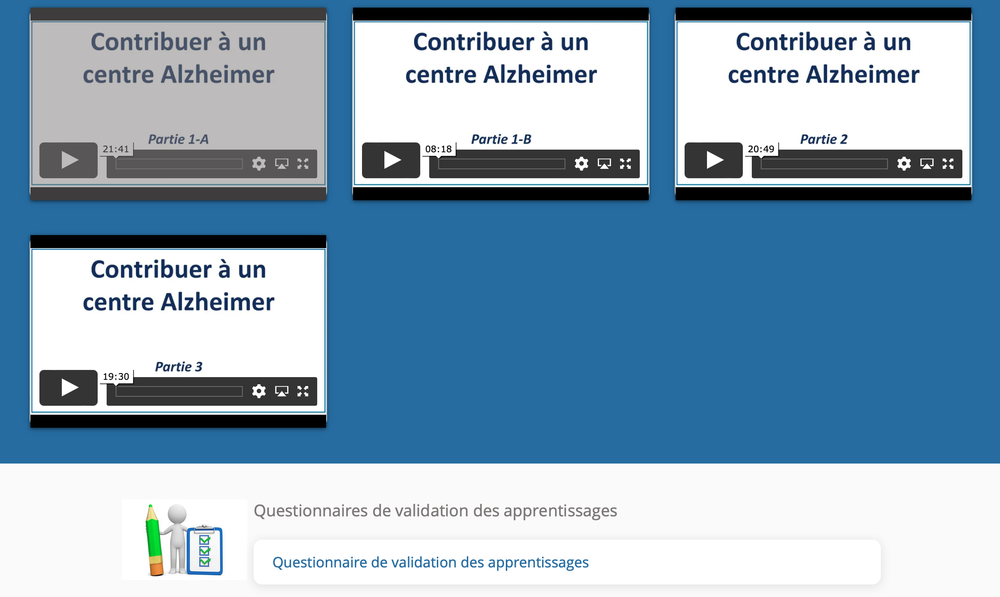 Contribuer à un
centre Alzheimer
Partie 1-A
21:41
Contribuer à un
centre Alzheimer
Partie 1-B
08:18
Contribuer à un
centre Alzheimer
Partie 2
20:49
Contribuer à un
centre Alzheimer
Partie 3
19:30
Questionnaires de validation des apprentissages
Questionnaire de validation des apprentissages